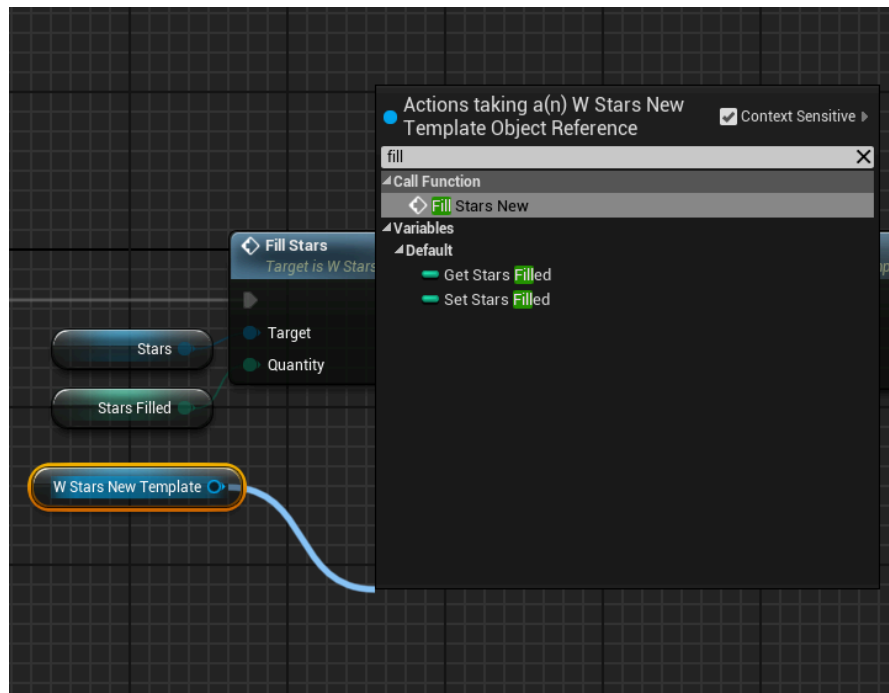 Actions taking a(n) W Stars New
Template Object Reference
Context Sensitive
fill
Call Function
Fill Stars New
Variables
Default
Get Stars Filled
Set Stars Filled
Fill Stars
Target is W Stars
Target
Quantity
Stars
Stars Filled
W Stars New Template